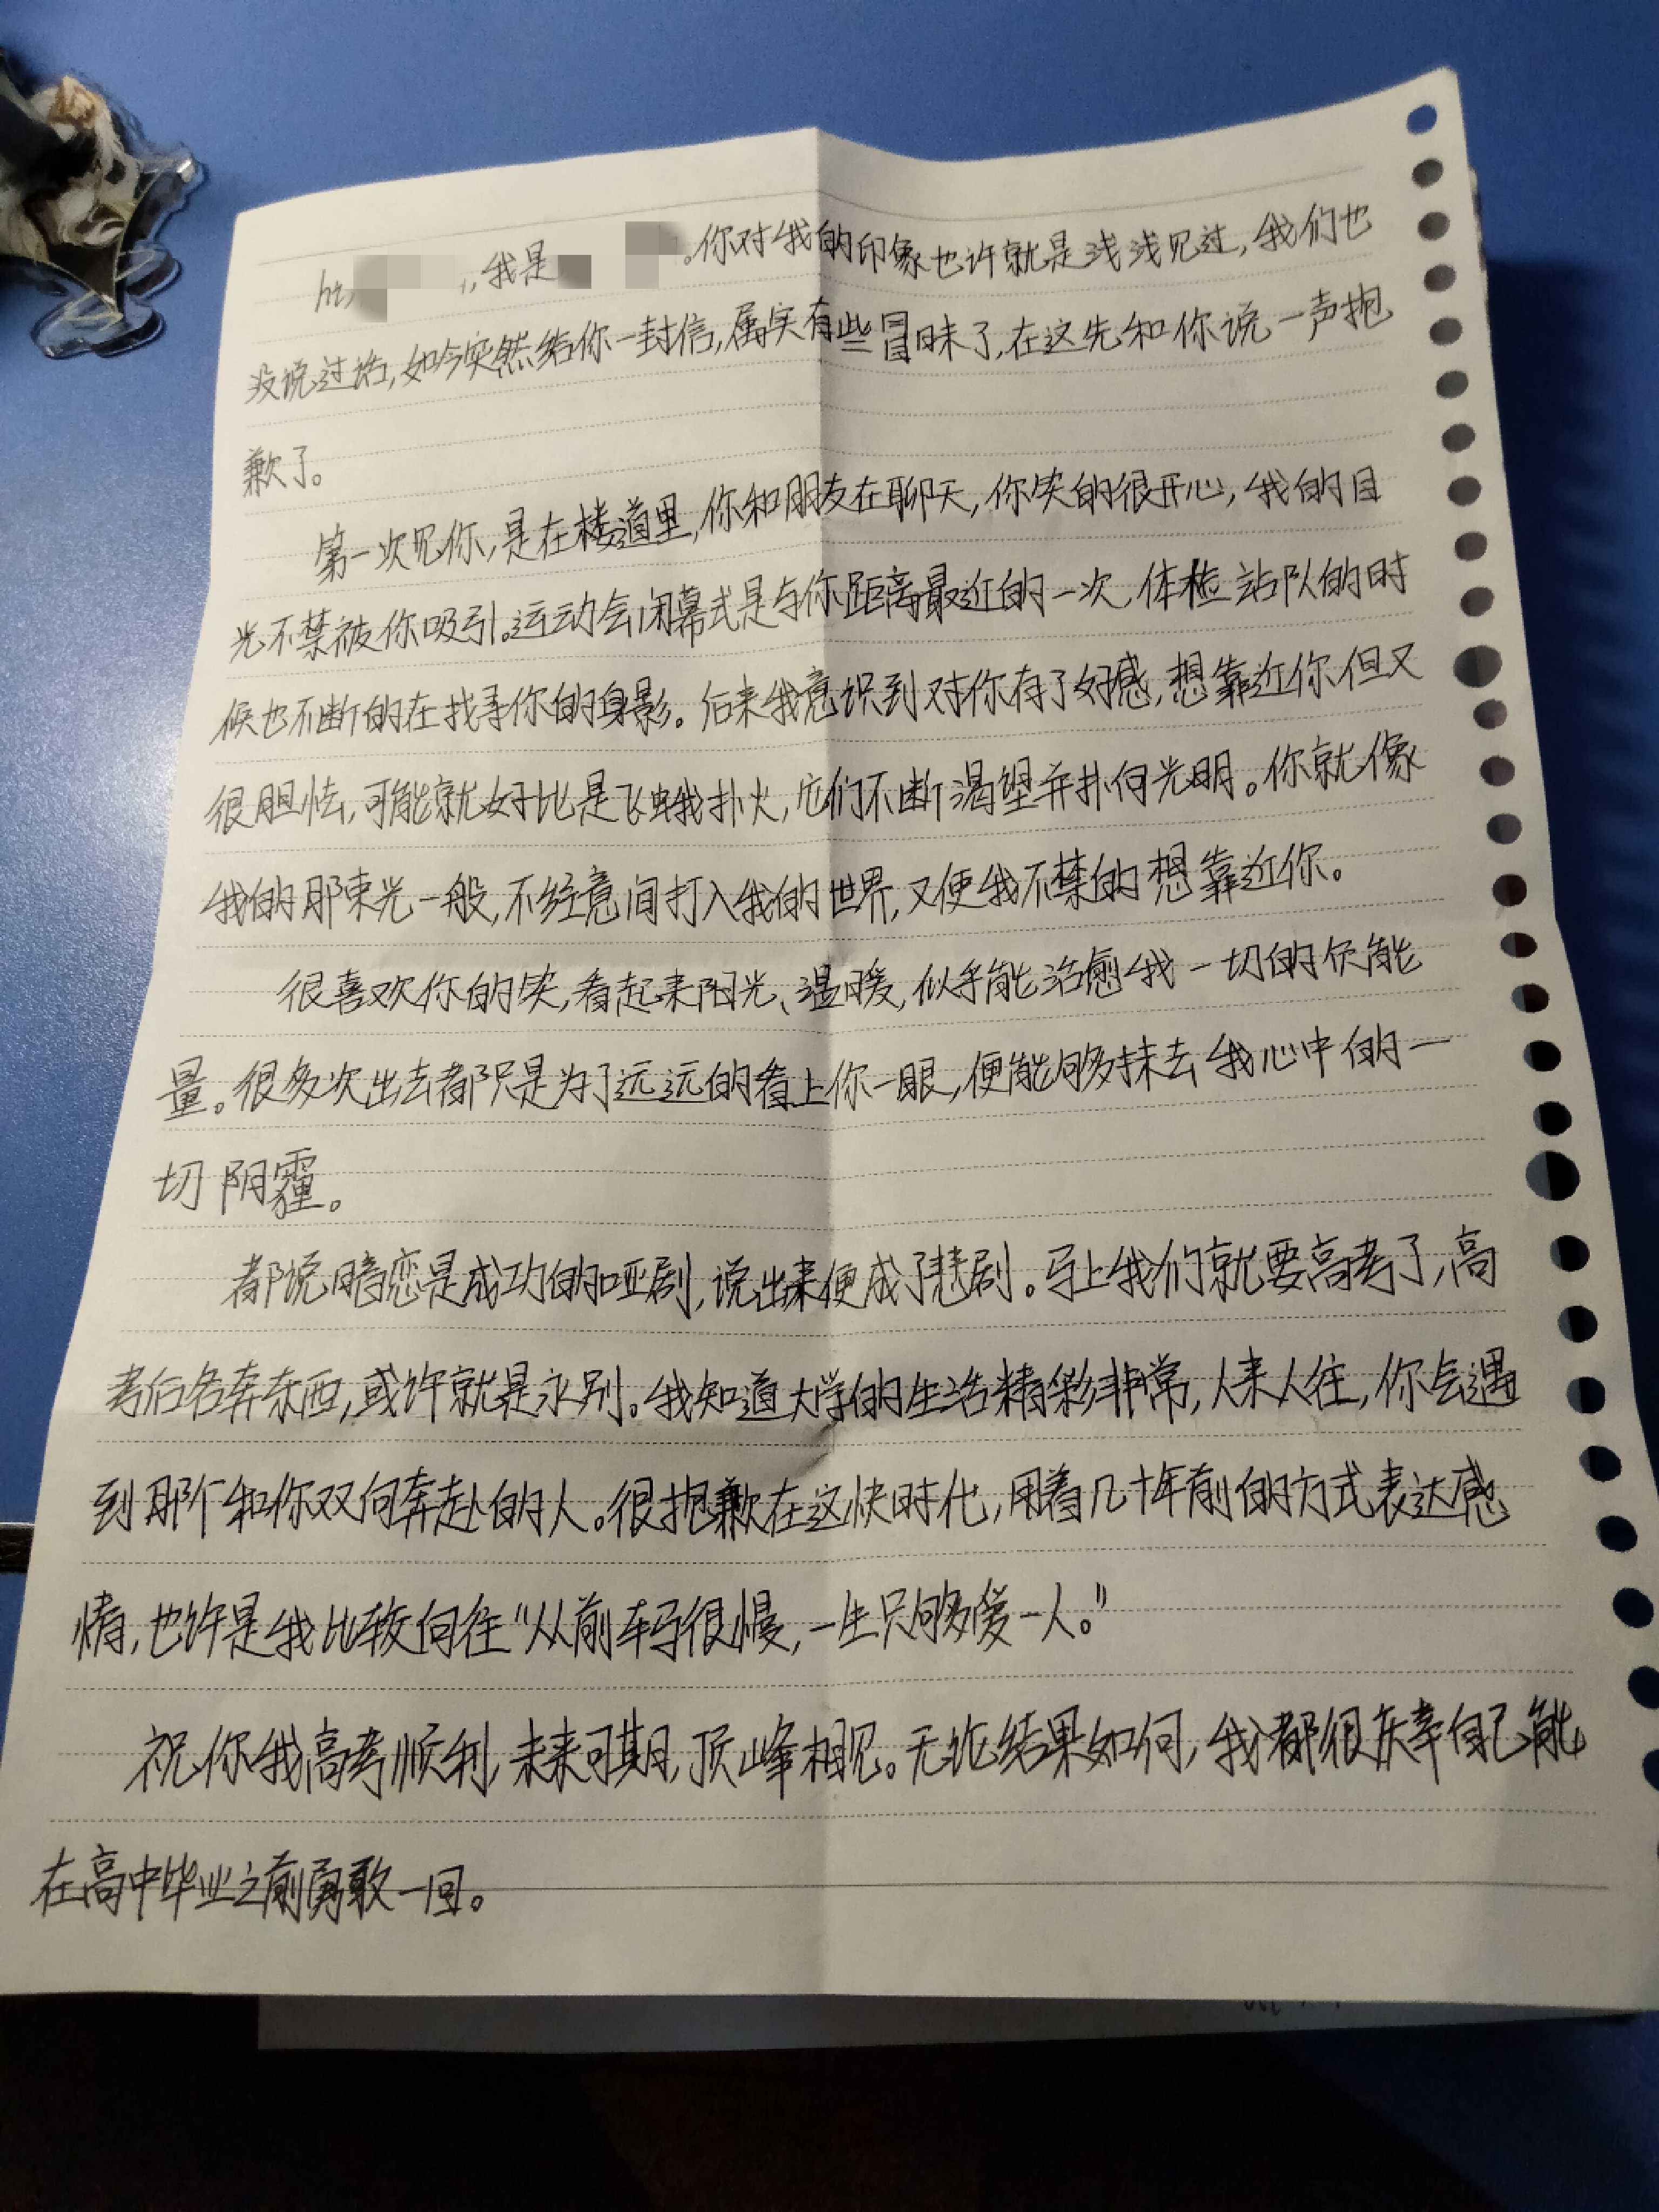 hi, ，我是 。你对我的印象也许就是浅浅见过，我们也
没说过话，如今突然给你一封信，属实有些冒昧了，在这先和你说一声抱
歉了。
第一次见你，是在楼道里，你和朋友在聊天，你笑的很开心，我的目
光不禁被你吸引。运动会闭幕式是与你距离最近的一次，体检站队的时
候也不断的在找寻你的身影。后来我意识到对你有了好感，想靠近你但又
很胆怯，可能就好比是飞蛾扑火，它们不断渴望并扑向光明。你就像
我的那束光一般，不经意间打入我的世界，又使我不禁的想靠近你。
很喜欢你的笑，看起来阳光、温暖，似乎能治愈我一切的负能
量。很多次出去都只是为了远远的看上你一眼，便能够抹去我心中的一
切阴霾。
都说暗恋是成功的哑剧，说出来便成了悲剧。马上我们就要高考了，高
考后各奔东西，或许就是永别。我知道大学的生活精彩非常，人来人往，你会遇
到那个和你双向奔赴的人。很抱歉在这快时代，用着几十年前的方式表达感
情，也许是我比较向往“从前车马很慢，一生只够爱一人。”
祝你我高考顺利，未来可期，顶峰相见。无论结果如何，我都很庆幸自己能
在高中毕业之前勇敢一回。